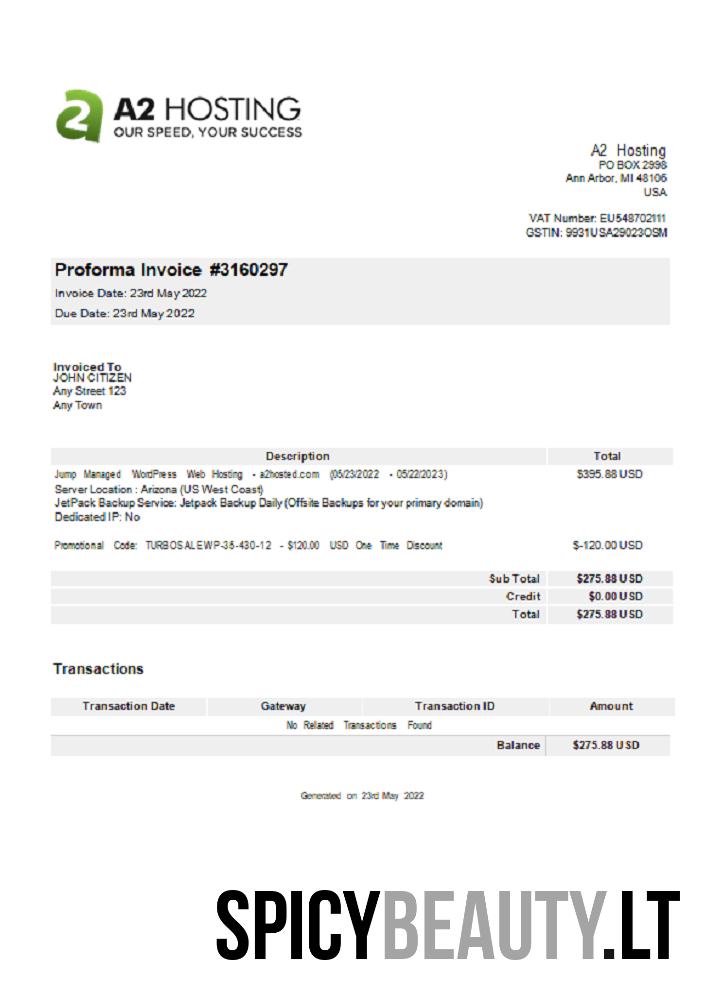 A2 HOSTING
OUR SPEED, YOUR SUCCESS
A2 Hosting
PO BOX 2998
Ann Arbor, MI 48106
USA
VAT Number: EU548702111
GSTIN: 9931USA29023OSM
Proforma Invoice #3160297
Invoice Date: 23rd May 2022
Due Date: 23rd May 2022
Invoiced To
JOHN CITIZEN
Any Street 123
Any Town
Description Total
Jump Managed WordPress Web Hosting - a2hosted.com (05/23/2022 - 05/22/2023) $395.88 USD
Server Location : Arizona (US West Coast)
JetPack Backup Service: Jetpack Backup Daily (Offsite Backups for your primary domain)
Dedicated IP: No
Promotional Code: TURBOSALEWP-35-430-12 - $120.00 USD One Time Discount $-120.00 USD
Sub Total $275.88 USD
Credit $0.00 USD
Total $275.88 USD
Transactions
Transaction Date Gateway Transaction ID Amount
No Related Transactions Found
Balance $275.88 USD
Generated on 23rd May 2022
SPICYBEAUTY.LT